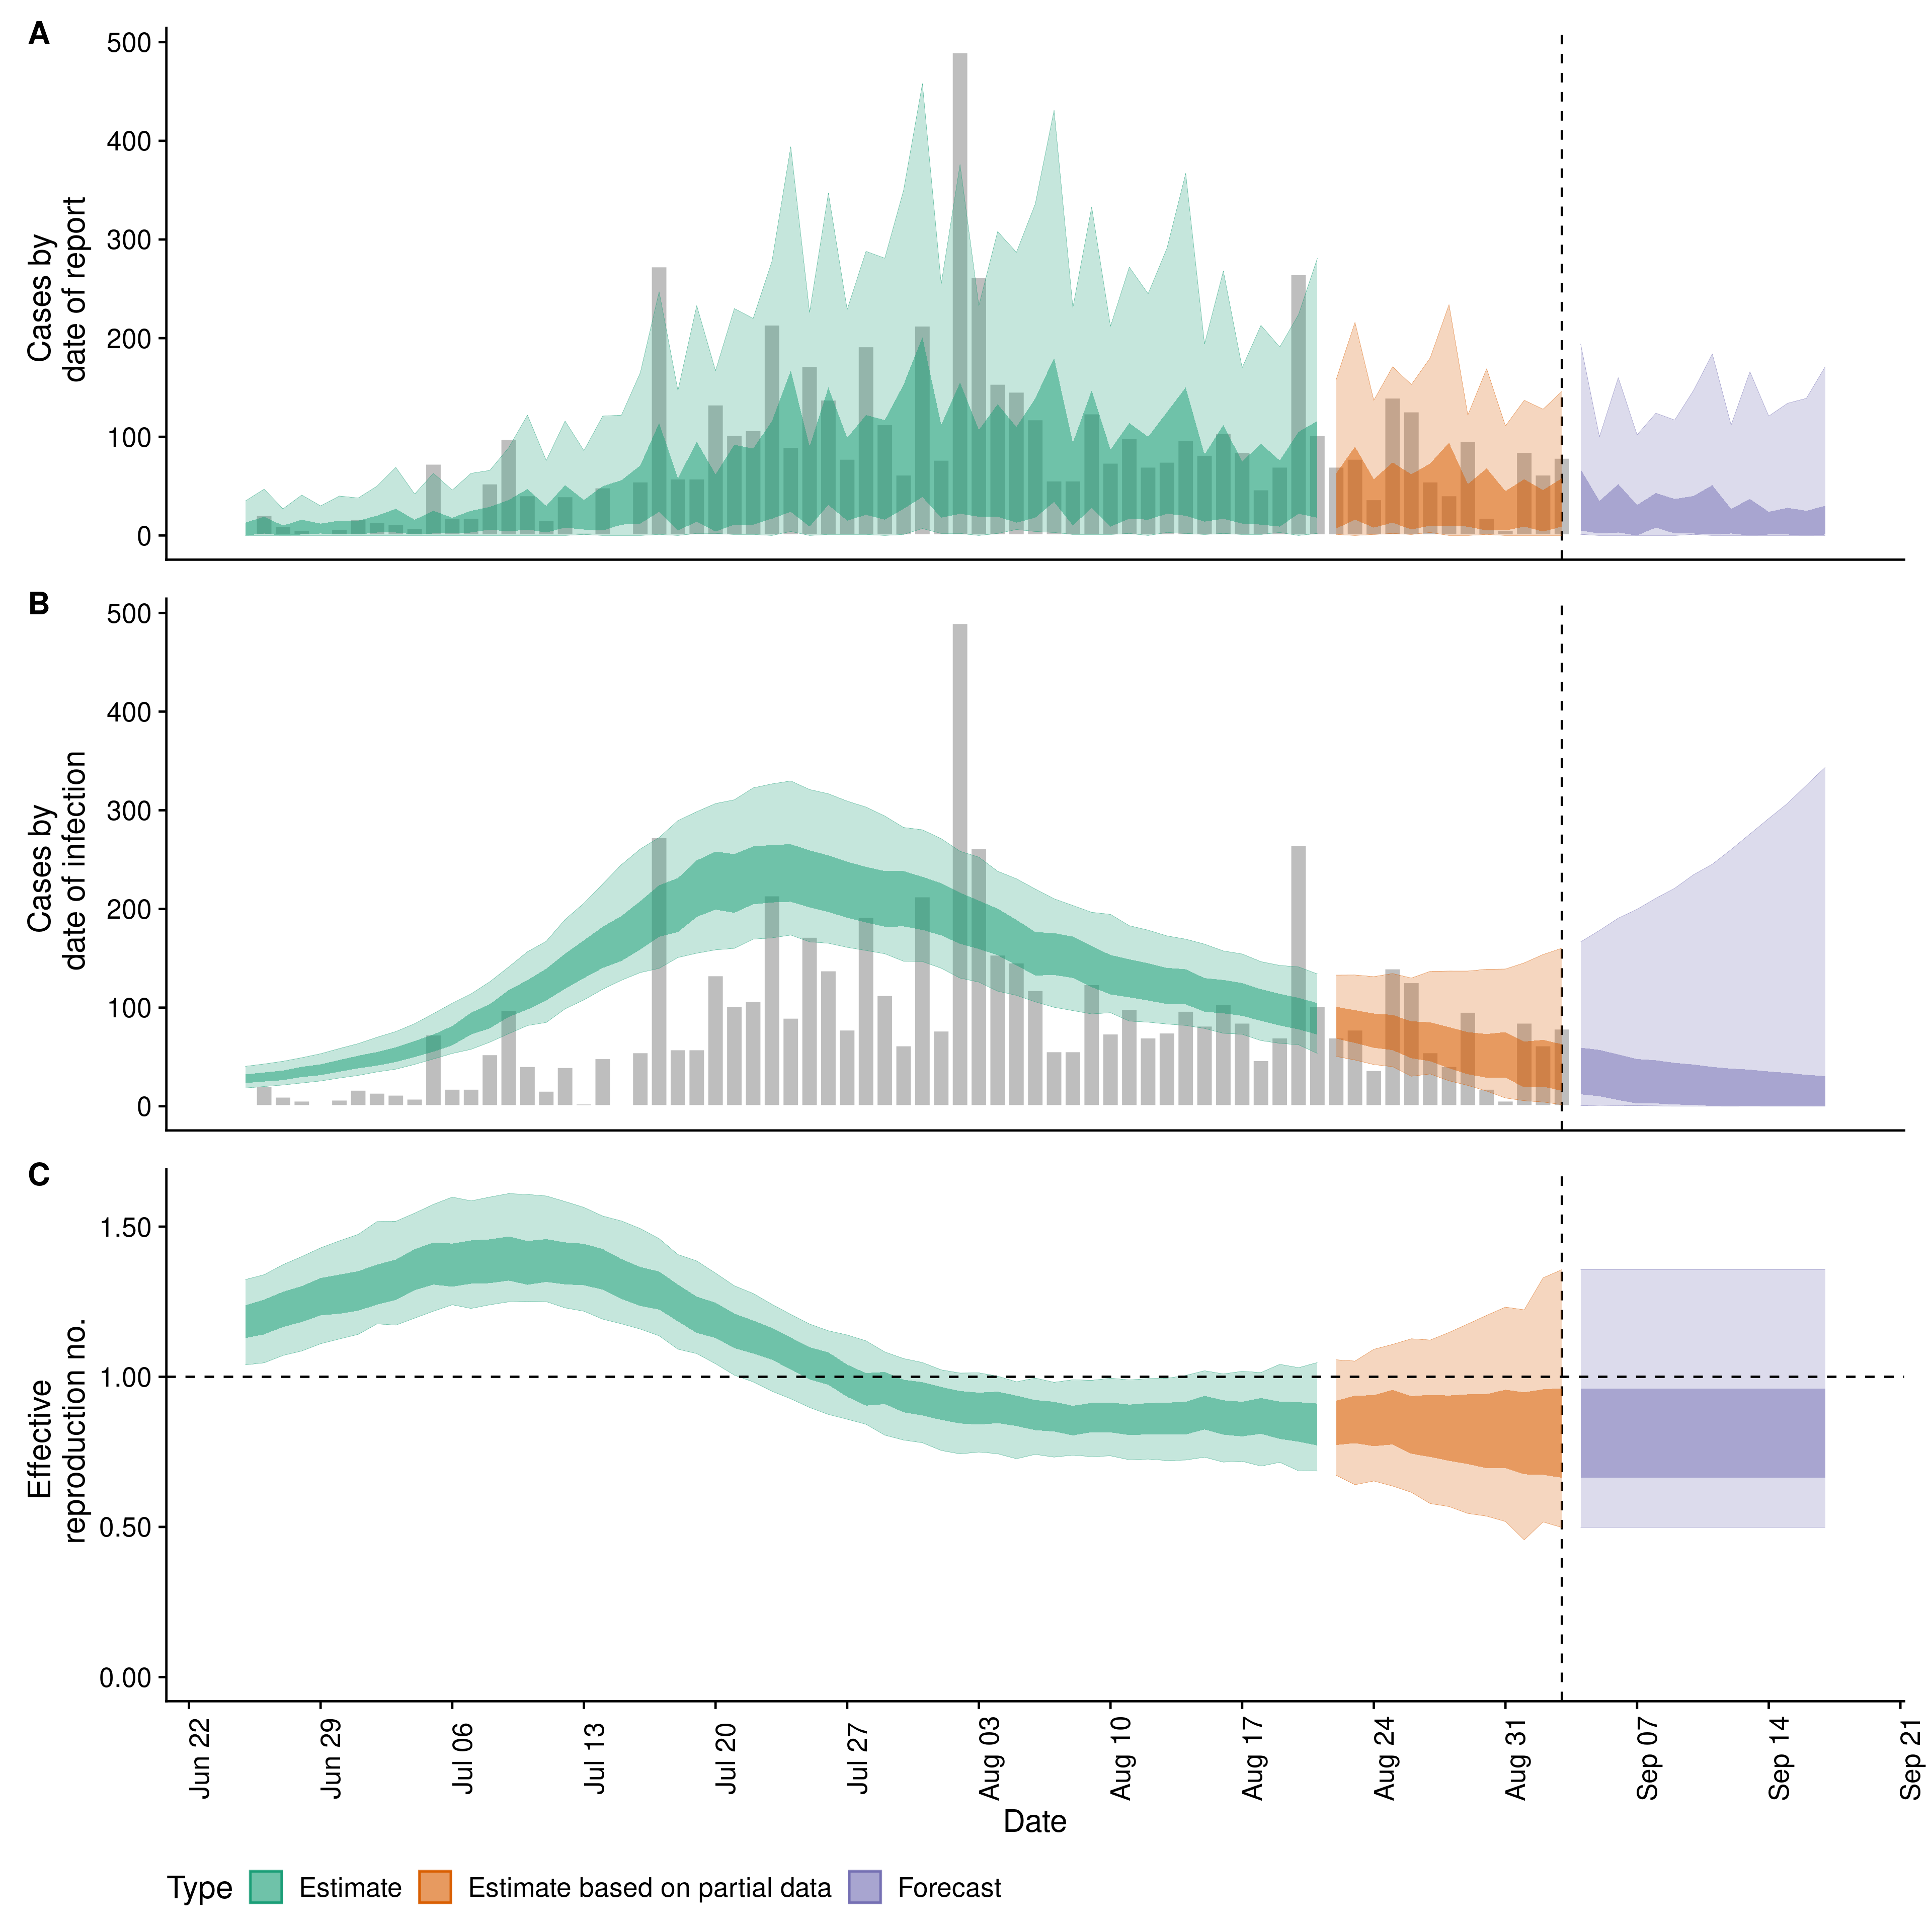 A
500
400
300
200
100
0
Cases by
date of report
B
500
400
300
200
100
0
Cases by
date of infection
C
1.50
1.00
0.50
0.00
Effective
reproduction no.
Jun 22
Jun 29
Jul 06
Jul 13
Jul 20
Jul 27
Aug 03
Aug 10
Aug 17
Aug 24
Aug 31
Sep 07
Sep 14
Sep 21
Date
Type Estimate Estimate based on partial data Forecast